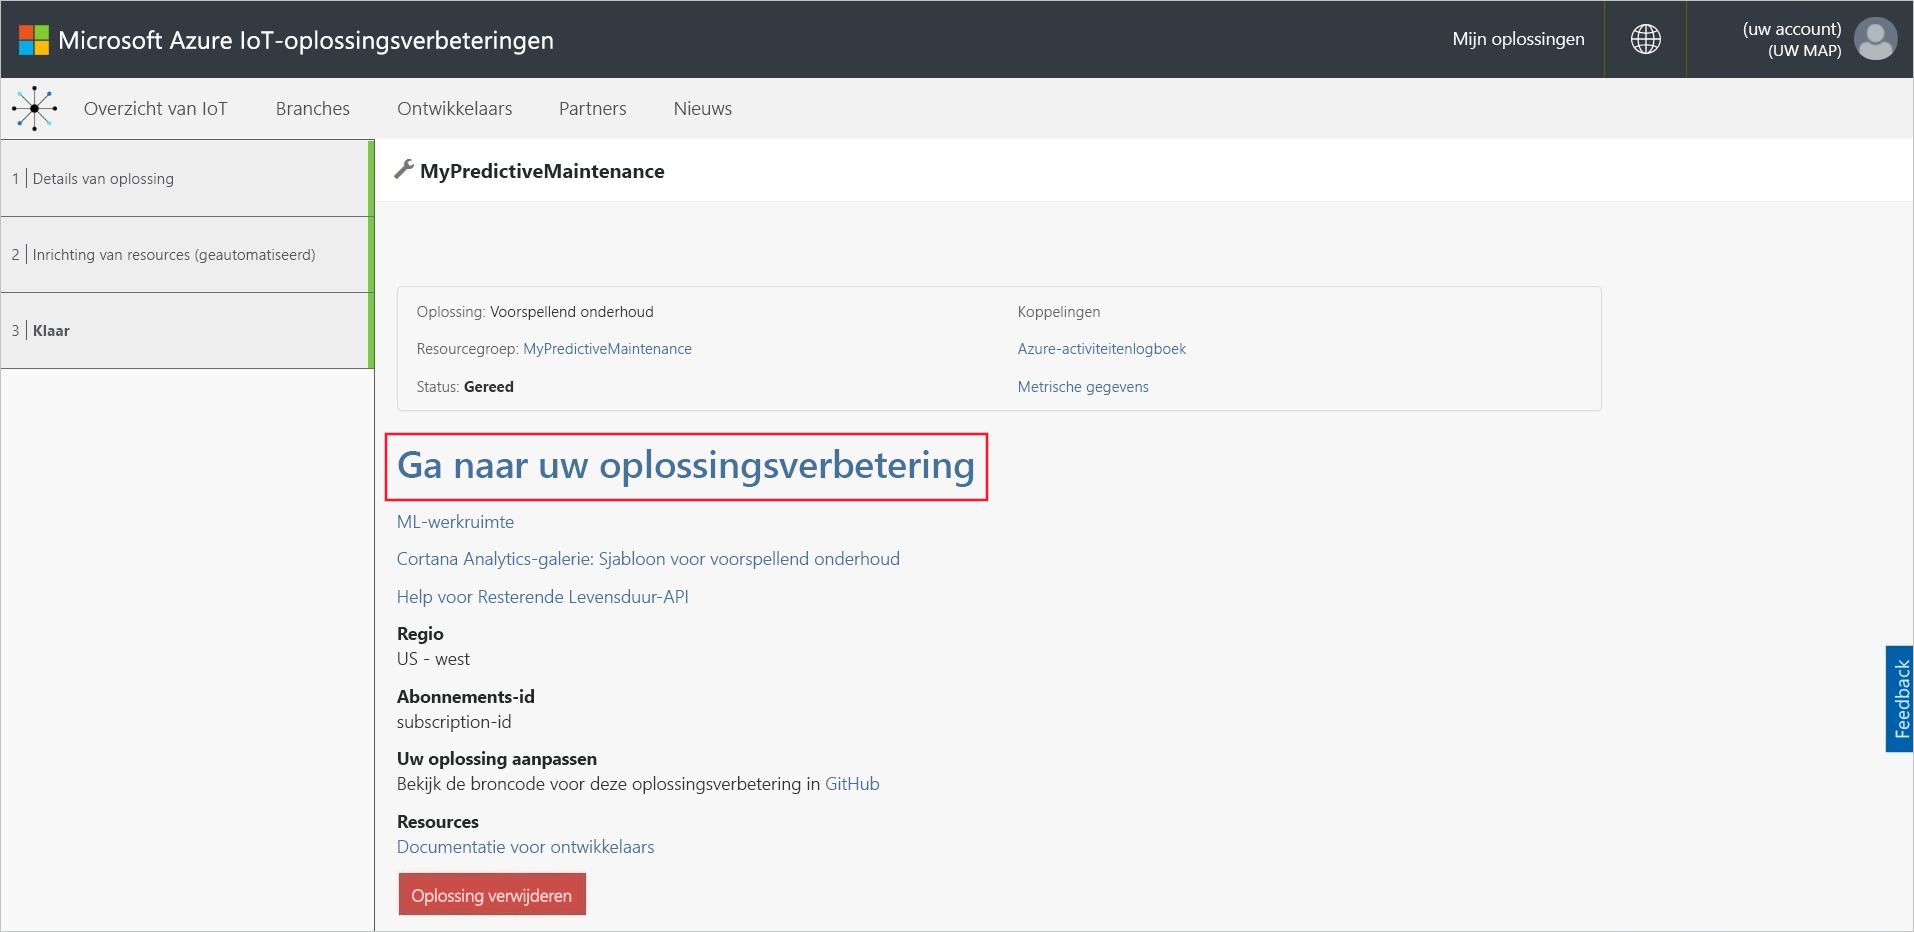 Microsoft Azure IoT-oplossingsverbeteringen
Mijn oplossingen
(uw account)
(UW MAP)
Overzicht van IoT
Branches
Ontwikkelaars
Partners
Nieuws
1 Details van oplossing
2 Inrichting van resources (geautomatiseerd)
3 Klaar
MyPredictiveMaintenance
Oplossing: Voorspellend onderhoud
Resourcegroep: MyPredictiveMaintenance
Status: Gereed
Koppelingen
Azure-activiteitenlogboek
Metrische gegevens
Ga naar uw oplossingsverbetering
ML-werkruimte
Cortana Analytics-galerie: Sjabloon voor voorspellend onderhoud
Help voor Resterende Levensduur-API
Regio
US - west
Abonnements-id
subscription-id
Uw oplossing aanpassen
Bekijk de broncode voor deze oplossingsverbetering in GitHub
Resources
Documentatie voor ontwikkelaars
Oplossing verwijderen
Feedback